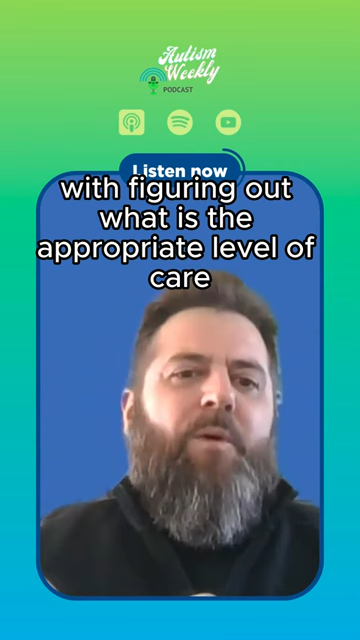 Autism
Weekly
PODCAST
Listen now
with figuring out
what is the
appropriate level of
care